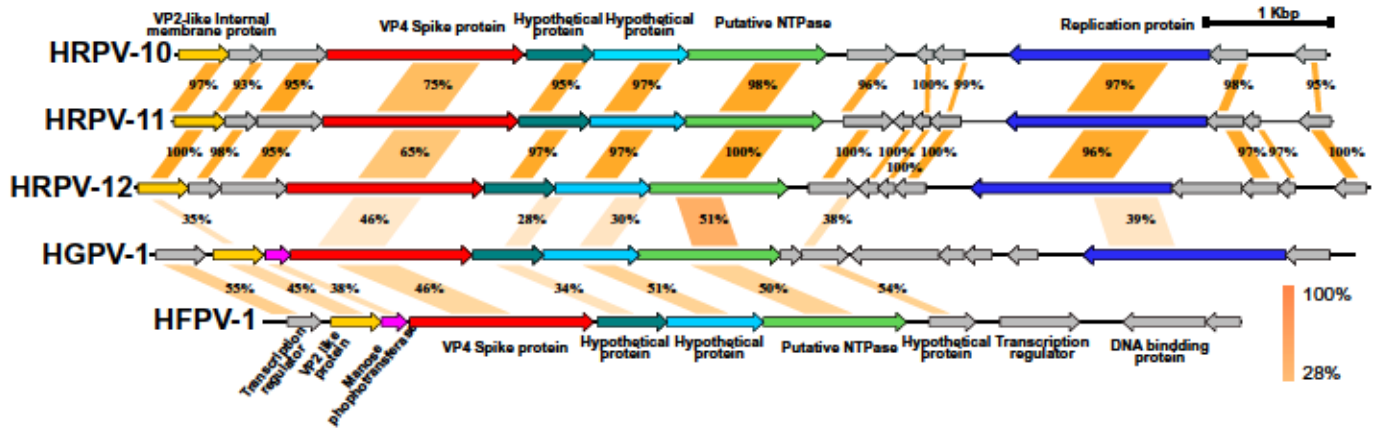 VP2-like Internal
membrane protein
VP4 Spike protein
Hypothetical
protein
Hypothetical
protein
Putative NTPase
Replication protein
1 Kbp
HRPV-10
97% 93% 95% 75% 95% 97% 98% 96% 100% 99% 97% 98% 95%
HRPV-11
100% 98% 95% 65% 97% 97% 100% 100% 100% 100% 100% 96% 97% 97% 100%
HRPV-12
35% 46% 28% 30% 51% 38% 39%
HGPV-1
55% 45% 38% 46% 34% 51% 50% 54%
HFPV-1
Transcription
regulator
VP2 like
protein
Manose
phophotransferase
VP4 Spike protein
Hypothetical
protein
Hypothetical
protein
Putative NTPase
Hypothetical
protein
Transcription
regulator
DNA bindding
protein
100%
28%